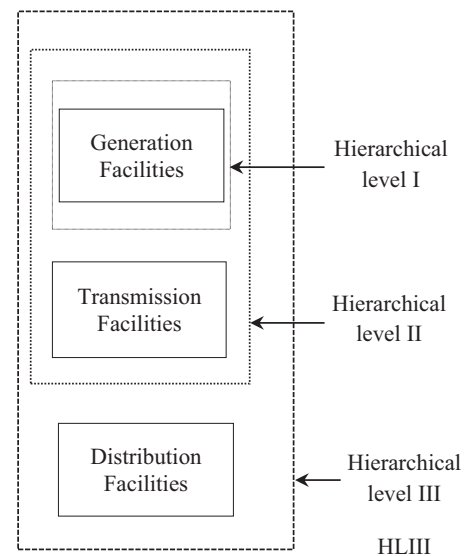 Generation
Facilities
Hierarchical
level I
Transmission
Facilities
Hierarchical
level II
Distribution
Facilities
Hierarchical
level III
HLIII